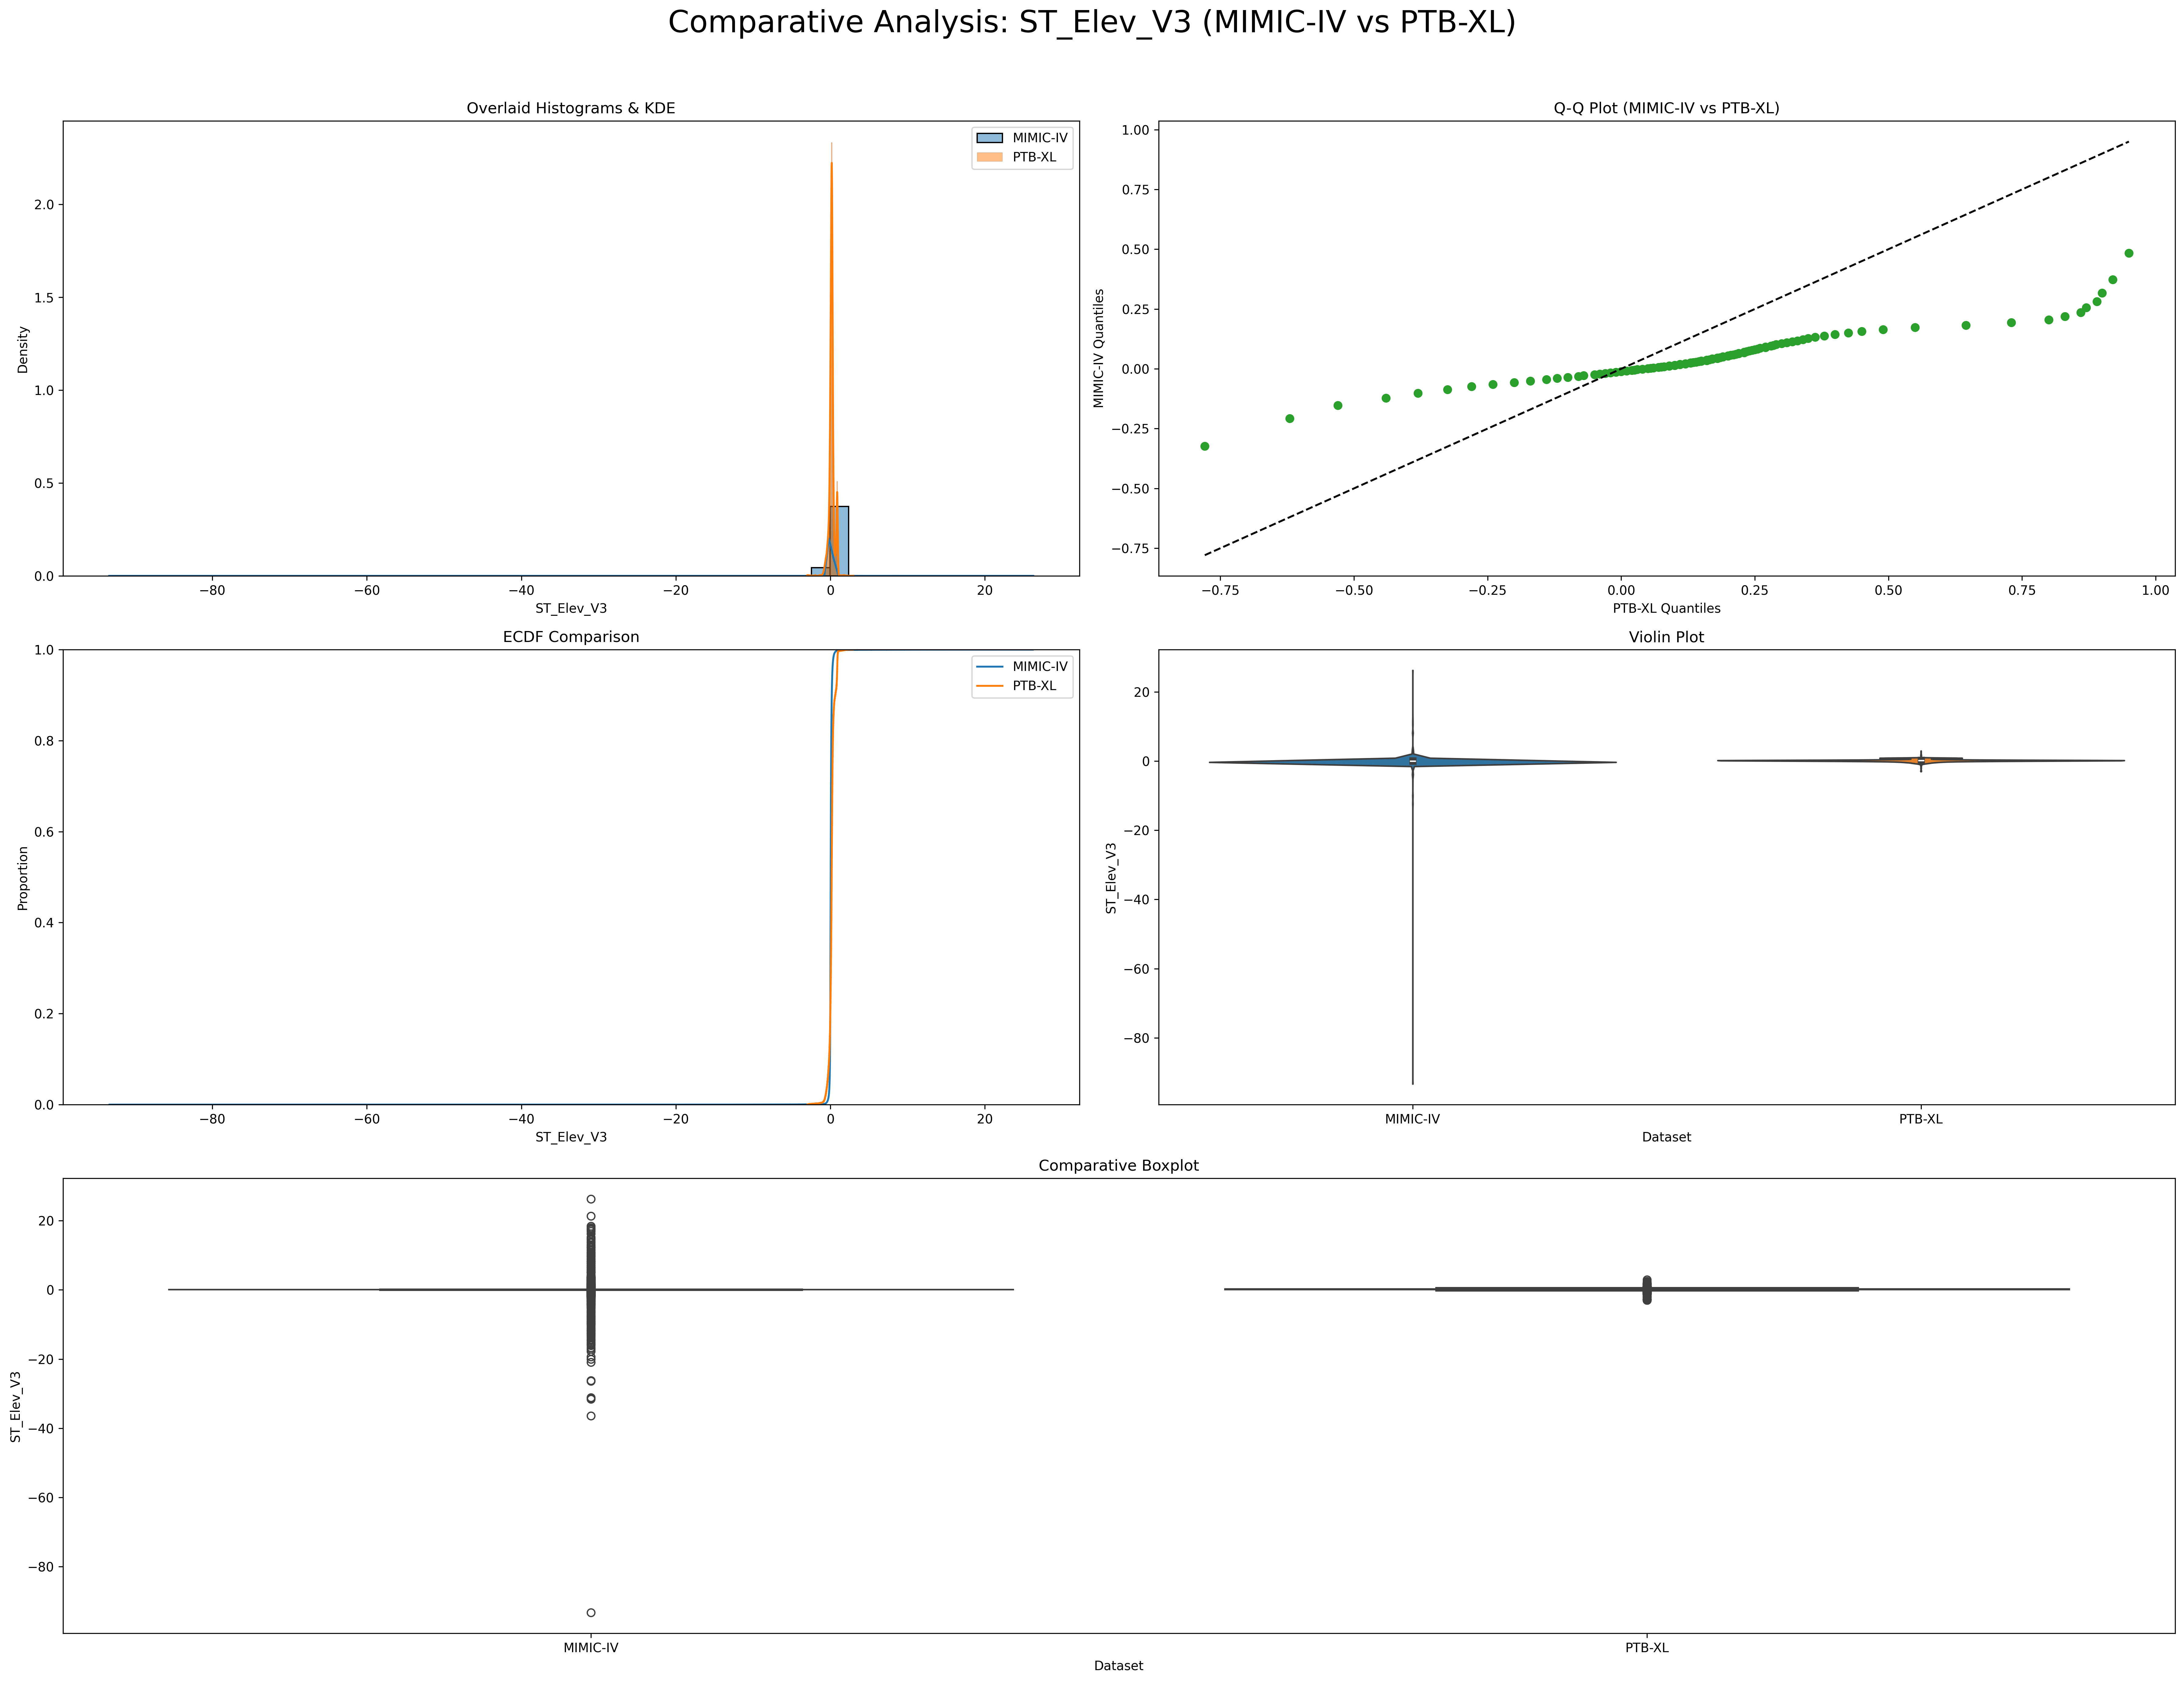 Comparative Analysis: ST_Elev_V3 (MIMIC-IV vs PTB-XL)
Overlaid Histograms & KDE
MIMIC-IV
PTB-XL
Density
2.0
1.5
1.0
0.5
0.0
−80 −60 −40 −20 0 20
ST_Elev_V3
Q-Q Plot (MIMIC-IV vs PTB-XL)
MIMIC-IV Quantiles
1.00
0.75
0.50
0.25
0.00
−0.25
−0.50
−0.75
−0.75 −0.50 −0.25 0.00 0.25 0.50 0.75 1.00
PTB-XL Quantiles
ECDF Comparison
MIMIC-IV
PTB-XL
Proportion
1.0
0.8
0.6
0.4
0.2
0.0
−80 −60 −40 −20 0 20
ST_Elev_V3
Violin Plot
ST_Elev_V3
20
0
−20
−40
−60
−80
MIMIC-IV PTB-XL
Dataset
Comparative Boxplot
ST_Elev_V3
20
0
−20
−40
−60
−80
MIMIC-IV PTB-XL
Dataset